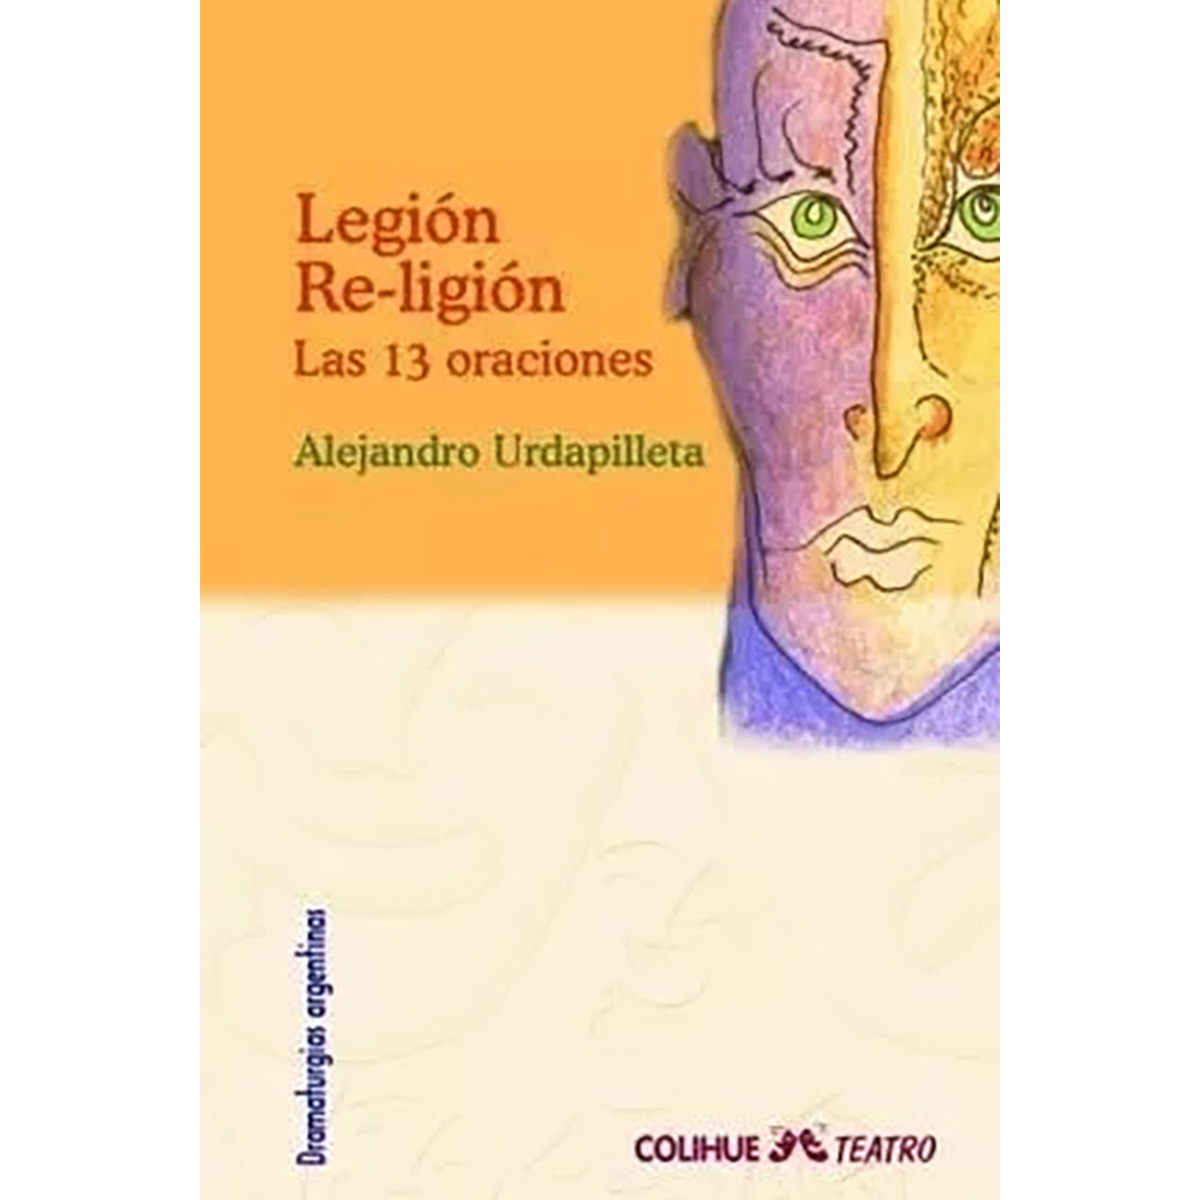 Legión
Re-ligión
Las 13 oraciones
Alejandro Urdapilleta
Dramaturgias argentinas
COLIHUE TEATRO